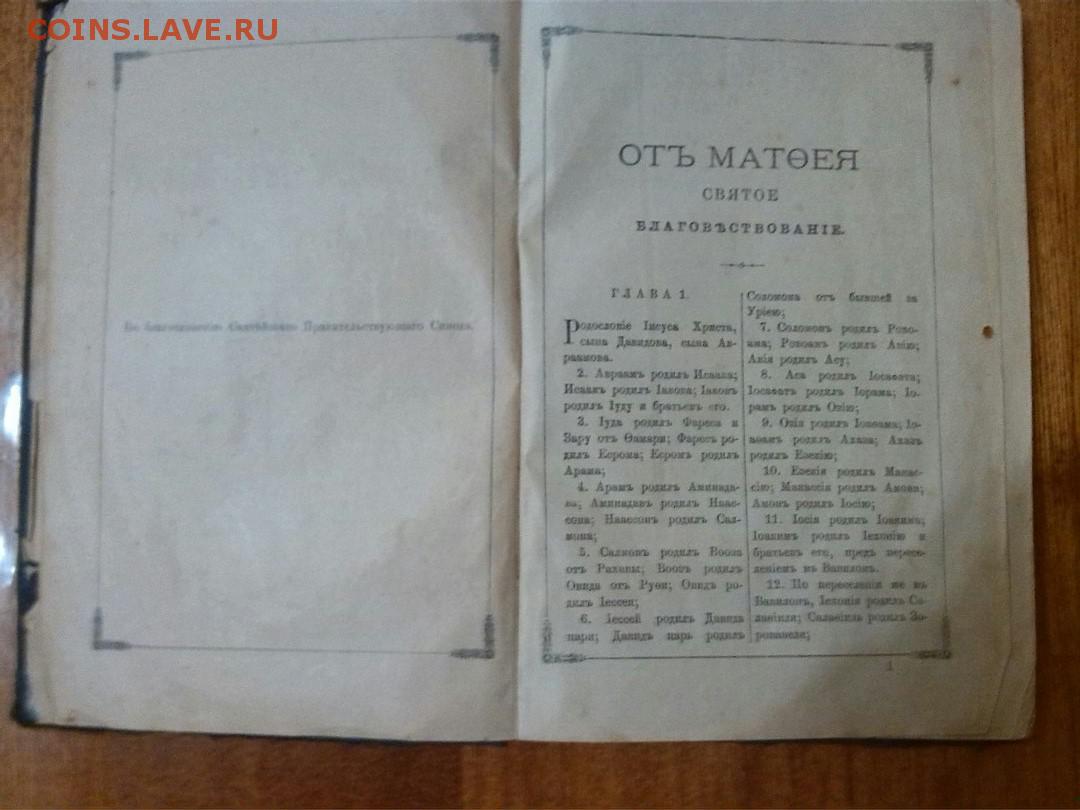 COINS.LAVE.RU
По благословенію Святѣйшаго Правительствующаго Синода.
ОТЪ МАТѲЕЯ
СВЯТОЕ
БЛАГОВѢСТВОВАНІЕ.
ГЛАВА 1.
Родословіе Іисуса Христа,
сына Давидова, сына Ав-
раамова.
2. Авраамъ родилъ Исаака;
Исаакъ родилъ Іакова; Іаковъ
родилъ Іуду и братьевъ его.
3. Іуда родилъ Фареса и
Зару отъ Ѳамари; Фаресъ ро-
дилъ Есрома; Есромъ родилъ
Арама;
4. Арамъ родилъ Аминада-
ва; Аминадавъ родилъ Наас-
сона; Наассонъ родилъ Сал-
мона;
5. Салмонъ родилъ Вооза
отъ Рахавы; Воозъ родилъ
Овида отъ Руѳи; Овидъ ро-
дилъ Іессея;
6. Іессей родилъ Давида
царя; Давидъ царь родилъ
Соломона отъ бывшей за
Уріею;
7. Соломонъ родилъ Рово-
ама; Ровоамъ родилъ Авію;
Авія родилъ Асу;
8. Аса родилъ Іосафата;
Іосафатъ родилъ Іорама; Іо-
рамъ родилъ Озію;
9. Озія родилъ Іоаѳама; Іо-
аѳамъ родилъ Ахаза; Ахазъ
родилъ Езекію;
10. Езекія родилъ Манас-
сію; Манассія родилъ Амона;
Амонъ родилъ Іосію;
11. Іосія родилъ Іоакима;
Іоакимъ родилъ Іехонію и
братьевъ его, предъ пересе-
леніемъ въ Вавилонъ.
12. По переселеніи же въ
Вавилонъ, Іехонія родилъ Са-
лаѳіиля; Салаѳіиль родилъ Зо-
ровавеля;
1